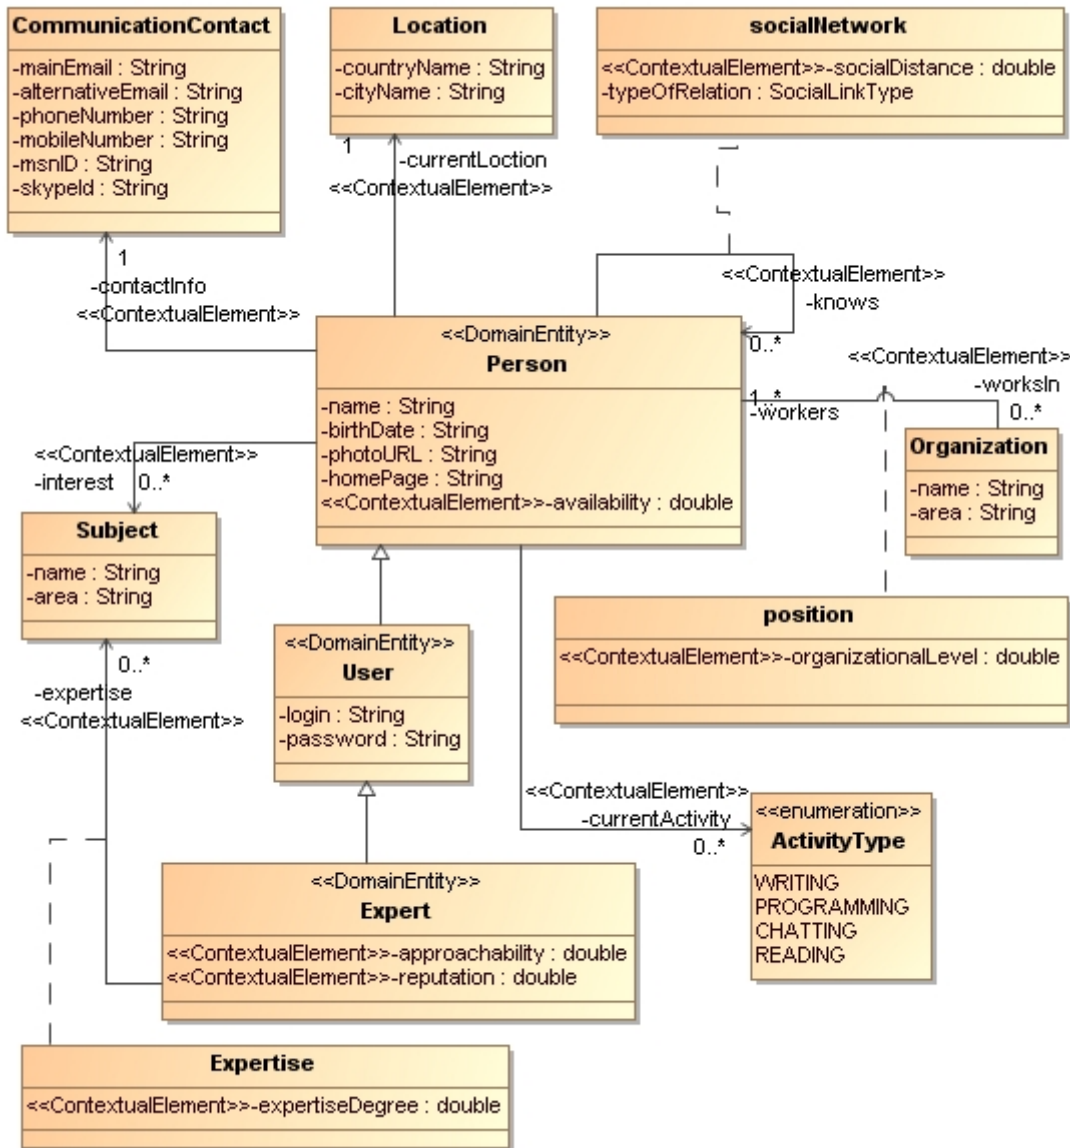 CommunicationContact
-mainEmail : String
-alternativeEmail : String
-phoneNumber : String
-mobileNumber : String
-msnID : String
-skypeId : String
Location
-countryName : String
-cityName : String
socialNetwork
<<ContextualElement>>-socialDistance : double
-typeOfRelation : SocialLinkType
1
-currentLoction
<<ContextualElement>>
1
-contactInfo
<<ContextualElement>>
<<ContextualElement>>
-knows
0..*
<<DomainEntity>>
Person
-name : String
-birthDate : String
-photoURL : String
-homePage : String
<<ContextualElement>>-availability : double
<<ContextualElement>>
-worksIn
0..*
1..*
-workers
Organization
-name : String
-area : String
<<ContextualElement>>
-interest
0..*
Subject
-name : String
-area : String
position
<<ContextualElement>>-organizationalLevel : double
<<DomainEntity>>
User
-login : String
-password : String
0..*
-expertise
<<ContextualElement>>
<<ContextualElement>>
-currentActivity
0..*
<<enumeration>>
ActivityType
WRITING
PROGRAMMING
CHATTING
READING
<<DomainEntity>>
Expert
<<ContextualElement>>-approachability : double
<<ContextualElement>>-reputation : double
Expertise
<<ContextualElement>>-expertiseDegree : double